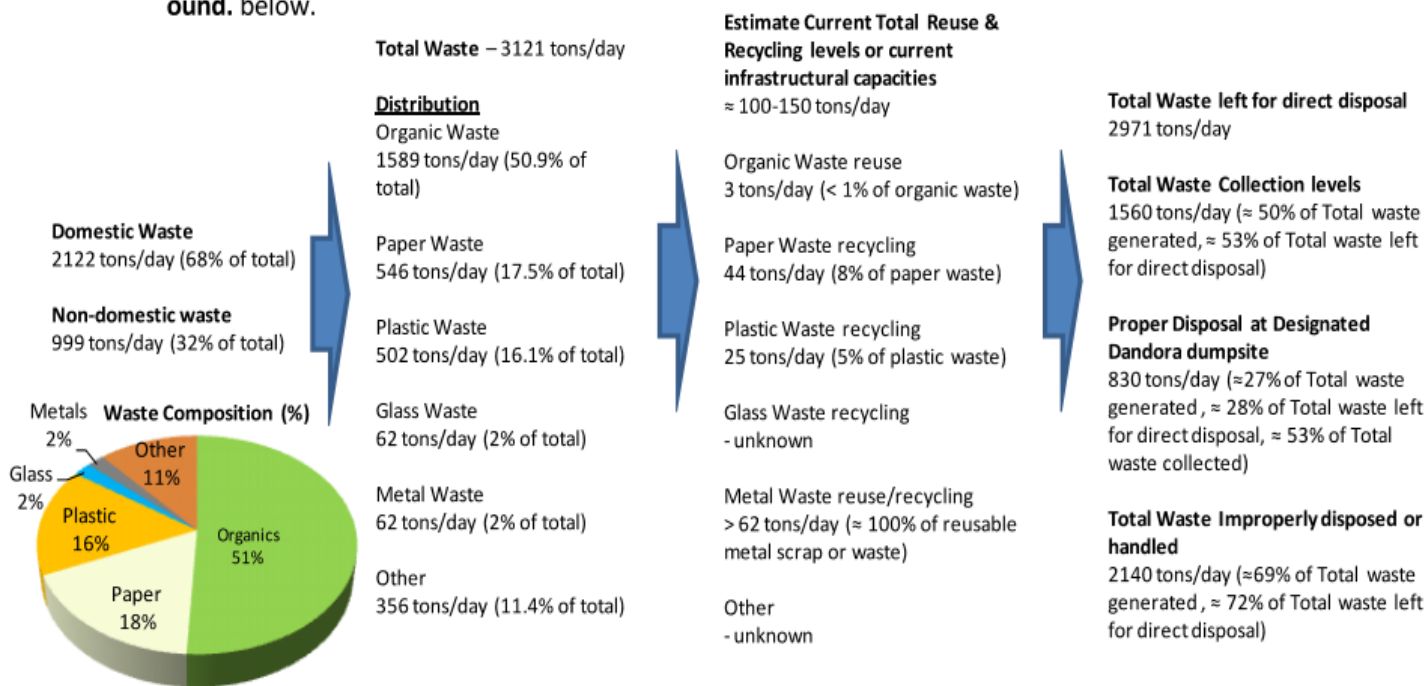 ound. below.
Domestic Waste
2122 tons/day (68% of total)
Non-domestic waste
999 tons/day (32% of total)
Waste Composition (%)
Metals
2%
Other
11%
Glass
2%
Plastic
16%
Organics
51%
Paper
18%
Total Waste – 3121 tons/day
Distribution
Organic Waste
1589 tons/day (50.9% of
total)
Paper Waste
546 tons/day (17.5% of total)
Plastic Waste
502 tons/day (16.1% of total)
Glass Waste
62 tons/day (2% of total)
Metal Waste
62 tons/day (2% of total)
Other
356 tons/day (11.4% of total)
Estimate Current Total Reuse &
Recycling levels or current
infrastructural capacities
≈ 100-150 tons/day
Organic Waste reuse
3 tons/day (< 1% of organic waste)
Paper Waste recycling
44 tons/day (8% of paper waste)
Plastic Waste recycling
25 tons/day (5% of plastic waste)
Glass Waste recycling
- unknown
Metal Waste reuse/recycling
> 62 tons/day (≈ 100% of reusable
metal scrap or waste)
Other
- unknown
Total Waste left for direct disposal
2971 tons/day
Total Waste Collection levels
1560 tons/day (≈ 50% of Total waste
generated, ≈ 53% of Total waste left
for direct disposal)
Proper Disposal at Designated
Dandora dumpsite
830 tons/day (≈27% of Total waste
generated , ≈ 28% of Total waste left
for direct disposal, ≈ 53% of Total
waste collected)
Total Waste Improperly disposed or
handled
2140 tons/day (≈69% of Total waste
generated , ≈ 72% of Total waste left
for direct disposal)